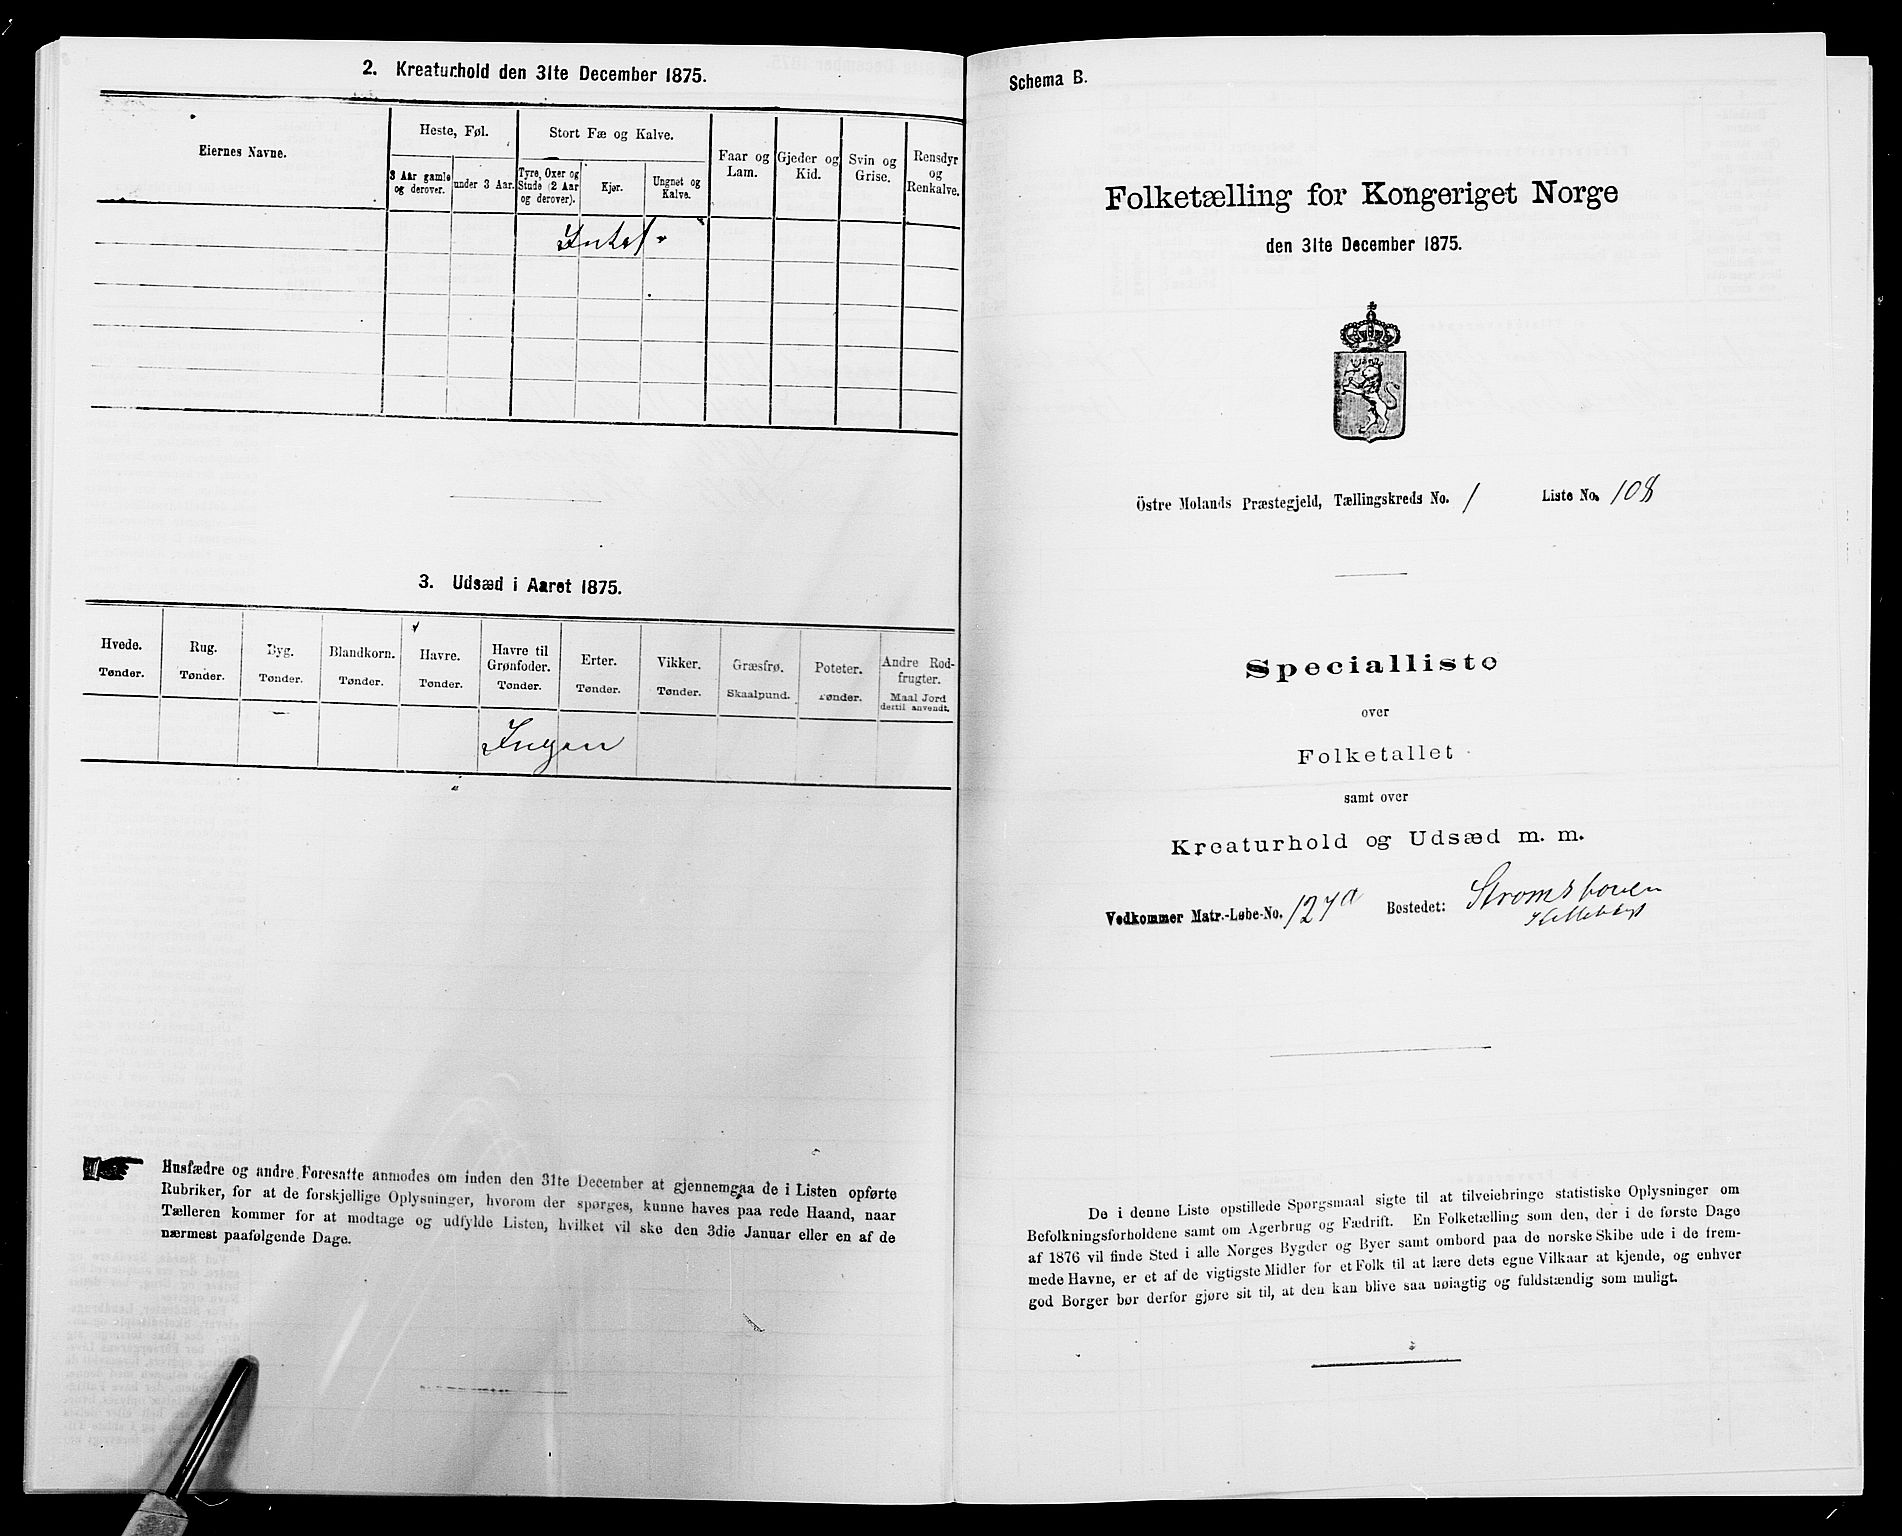 2. Kreaturhold den 31te December 1875.
Eiernes Navne.
Heste, Føl.
Stort Fæ og Kalve.
3 Aar gamle og derover.
under 3 Aar.
Tyre, Oxer og Stude (2 Aar og derover).
Kjør.
Ungnøt og Kalve.
Faar og Lam.
Gjeder og Kid.
Svin og Grise.
Rensdyr og Renkalve.
Intet
3. Udsæd i Aaret 1875.
Hvede. Tønder.
Rug. Tønder.
Byg. Tønder.
Blandkorn. Tønder.
Havre. Tønder.
Havre til Grønfoder. Tønder.
Erter. Tønder.
Vikker. Tønder.
Græsfrø. Skaalpund.
Poteter. Tønder.
Andre Rodfrugter. Maal Jord dertil anvendt.
Ingen
Husfædre og andre Foresatte anmodes om inden den 31te December at gjennemgaa de i Listen opførte
Rubriker, for at de forskjellige Oplysninger, hvorom der spørges, kunne haves paa rede Haand, naar
Tælleren kommer for at modtage og udfylde Listen, hvilket vil ske den 3die Januar eller en af de
nærmest paafølgende Dage.
Schema B.
Folketælling for Kongeriget Norge
den 31te December 1875.
Östre Molands Præstegjeld, Tællingskreds No. 1 Liste No. 108
Specialliste
over
Folketallet
samt over
Kreaturhold og Udsæd m. m.
Vedkommer Matr.-Løbe-No. 127a Bostedet: Strømsbouen
De i denne Liste opstillede Spørgsmaal sigte til at tilveiebringe statistiske Oplysninger om
Befolkningsforholdene samt om Agerbrug og Fædrift. En Folketælling som den, der i de første Dage
af 1876 vil finde Sted i alle Norges Bygder og Byer samt ombord paa de norske Skibe ude i de frem-
mede Havne, er et af de vigtigste Midler for et Folk til at lære dets egne Vilkaar at kjende, og enhver
god Borger bør derfor gjøre sit til, at den kan blive saa nøiagtig og fuldstændig som muligt.